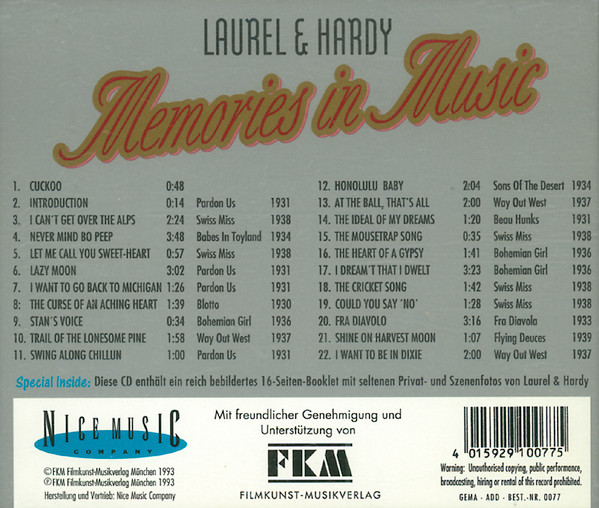 LAUREL & HARDY
Memories in Music
1. CUCKOO 0:48
2. INTRODUCTION 0:14 Pardon Us 1931
3. I CAN'T GET OVER THE ALPS 2:24 Swiss Miss 1938
4. NEVER MIND BO PEEP 3:48 Babes In Toyland 1934
5. LET ME CALL YOU SWEET-HEART 0:57 Swiss Miss 1938
6. LAZY MOON 3:02 Pardon Us 1931
7. I WANT TO GO BACK TO MICHIGAN 1:26 Pardon Us 1931
8. THE CURSE OF AN ACHING HEART 1:39 Blotto 1930
9. STAN'S VOICE 0:34 Bohemian Girl 1936
10. TRAIL OF THE LONESOME PINE 1:58 Way Out West 1937
11. SWING ALONG CHILLUN 1:00 Pardon Us 1931
12. HONOLULU BABY 2:04 Sons Of The Desert 1934
13. AT THE BALL, THAT'S ALL 2:00 Way Out West 1937
14. THE IDEAL OF MY DREAMS 1:20 Beau Hunks 1931
15. THE MOUSETRAP SONG 0:35 Swiss Miss 1938
16. THE HEART OF A GYPSY 1:41 Bohemian Girl 1936
17. I DREAM'T THAT I DWELT 3:23 Bohemian Girl 1936
18. THE CRICKET SONG 1:42 Swiss Miss 1938
19. COULD YOU SAY 'NO' 1:28 Swiss Miss 1938
20. FRA DIAVOLO 3:16 Fra Diavolo 1933
21. SHINE ON HARVEST MOON 1:07 Flying Deuces 1939
22. I WANT TO BE IN DIXIE 2:00 Way Out West 1937
Special Inside: Diese CD enthält ein reich bebildertes 16-Seiten-Booklet mit seltenen Privat- und Szenenfotos von Laurel & Hardy
NICE MUSIC
COMPANY
© FKM Filmkunst-Musikverlag München 1993
℗ FKM Filmkunst-Musikverlag München 1993
Herstellung und Vertrieb: Nice Music Company
Mit freundlicher Genehmigung und
Unterstützung von
FKM
FILMKUNST-MUSIKVERLAG
4 015929 100775
Warning: Unauthorised copying, public performance,
broadcasting, hiring or rental of this record prohibited.
GEMA · ADD · BEST.-NR. 0077